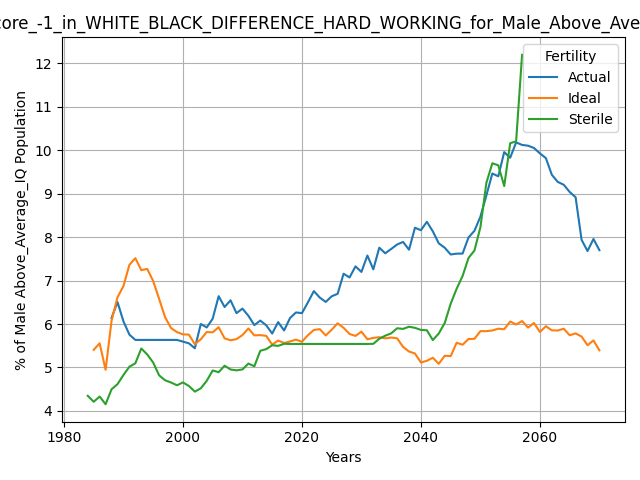 core_-1_in_WHITE_BLACK_DIFFERENCE_HARD_WORKING_for_Male_Above_Ave
Fertility
Actual
Ideal
Sterile
% of Male Above_Average_IQ Population
12
11
10
9
8
7
6
5
4
1980
2000
2020
2040
2060
Years